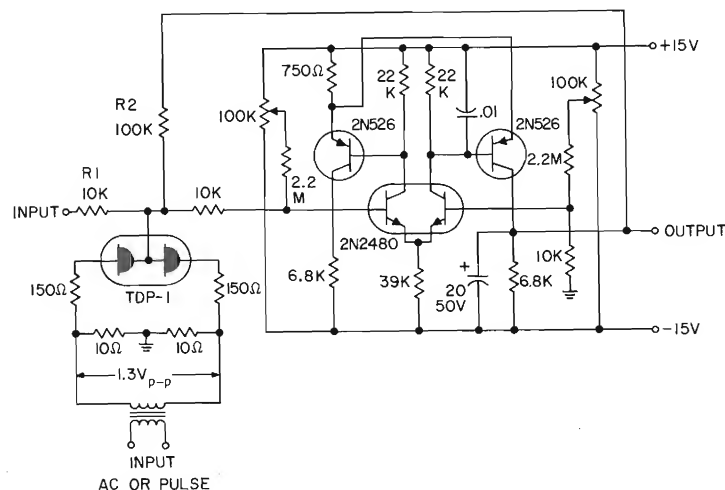 +15V
750Ω
22
K
22
K
100K
R2
100K
100K
.01
2N526
2N526
2.2M
R1
10K
10K
2.2
M
INPUT
2N2480
OUTPUT
TDP-1
150Ω
150Ω
6.8K
39K
+
20
50V
6.8K
10K
10Ω
10Ω
-15V
1.3Vp-p
INPUT
AC OR PULSE